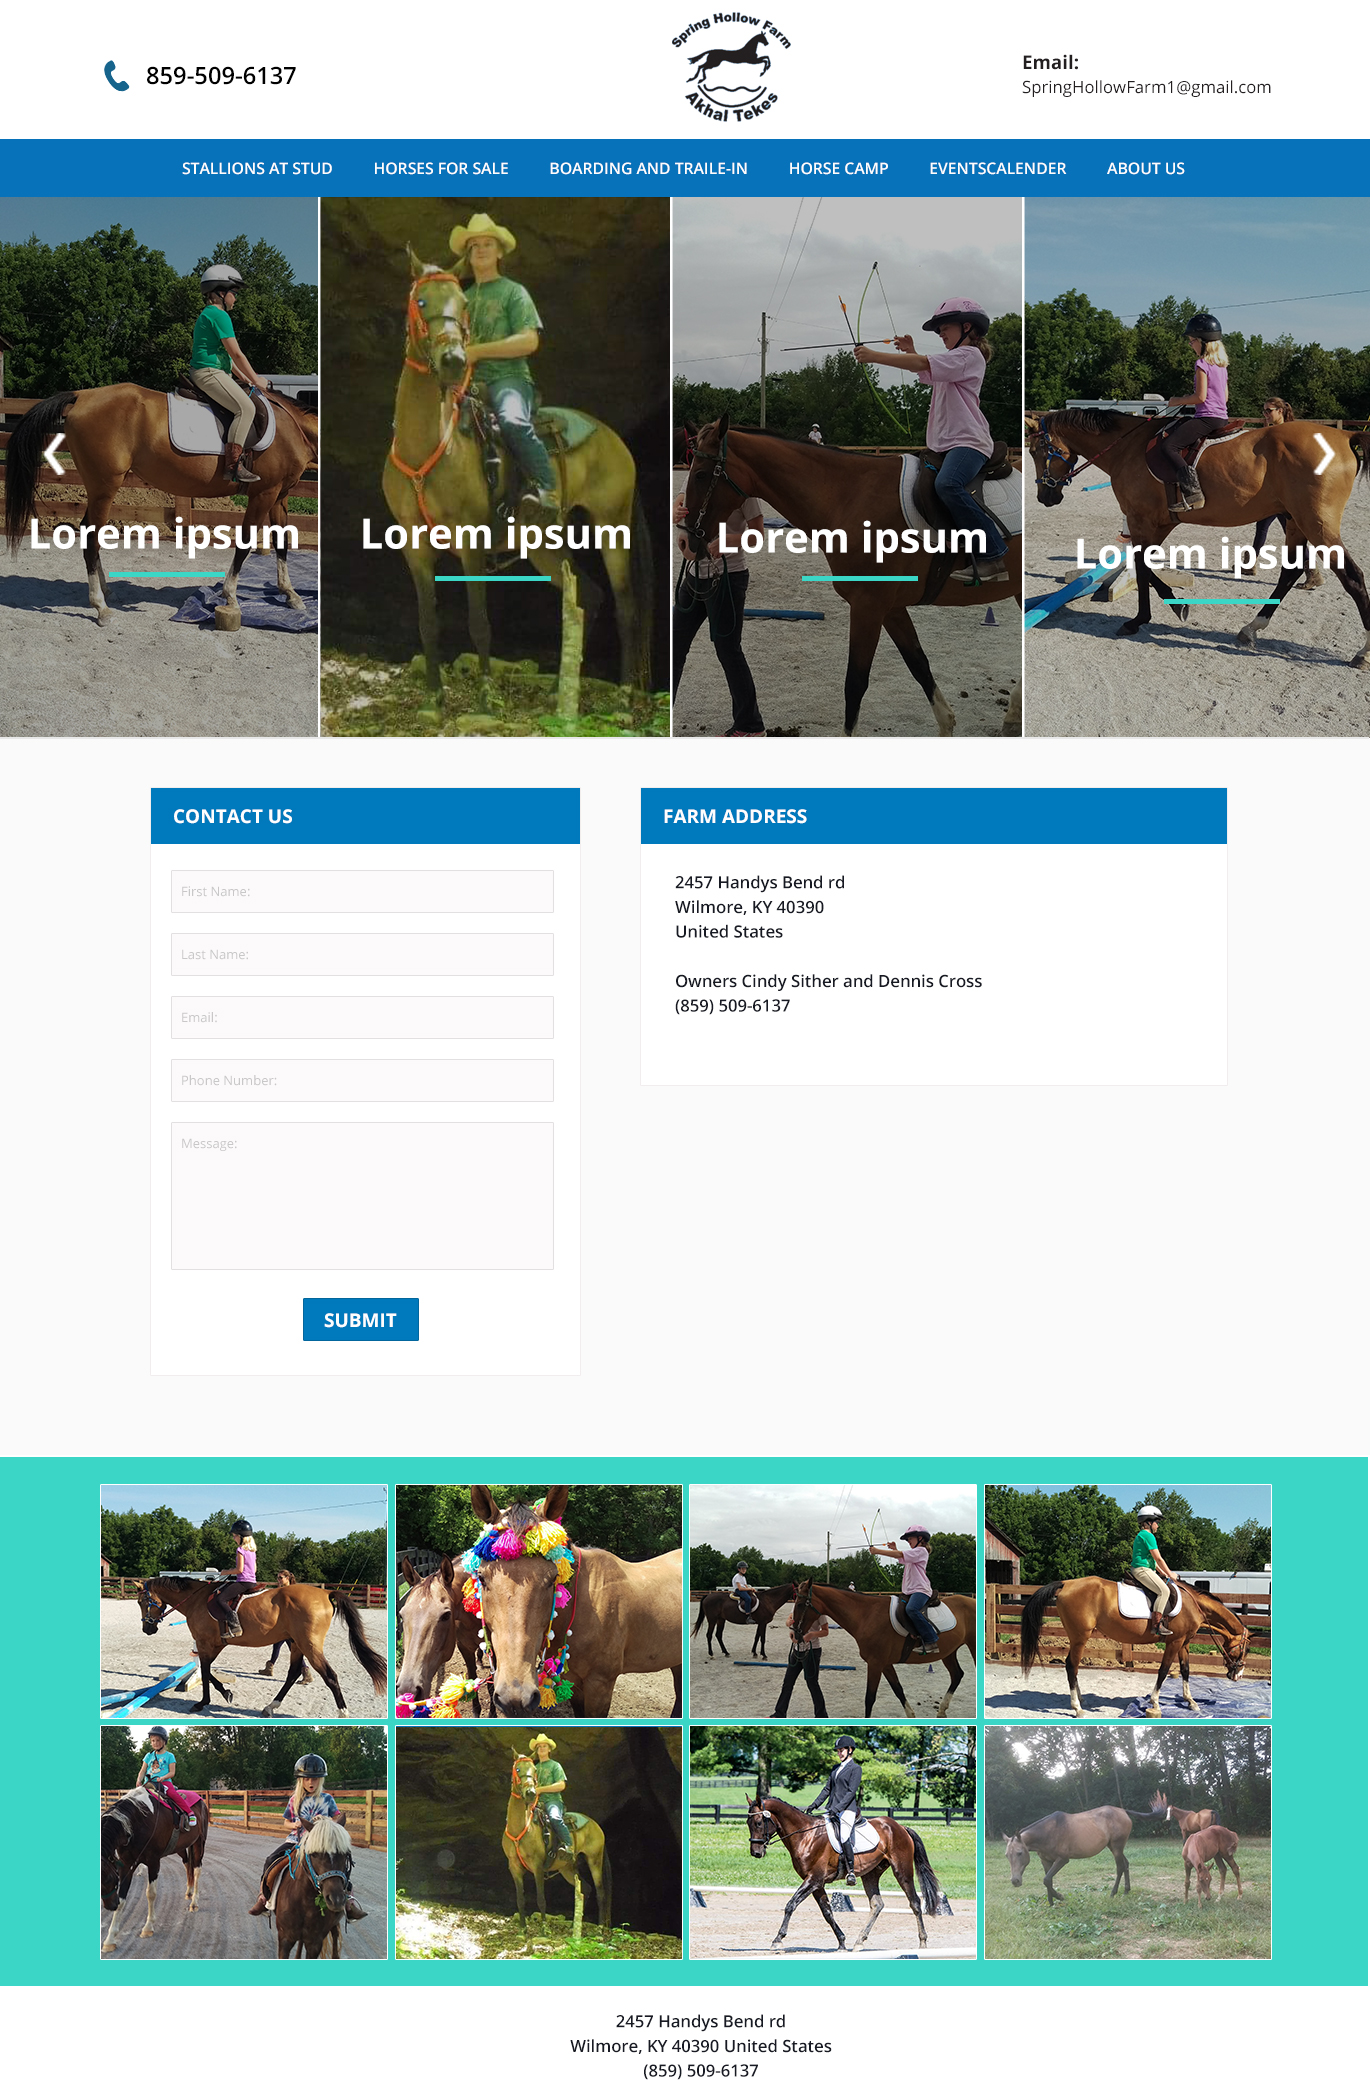 859-509-6137
Spring Hollow Farm
Akhal Tekes
Email:
SpringHollowFarm1@gmail.com
STALLIONS AT STUD HORSES FOR SALE BOARDING AND TRAILE-IN HORSE CAMP EVENTSCALENDER ABOUT US
Lorem ipsum
Lorem ipsum
Lorem ipsum
Lorem ipsum
CONTACT US
First Name:
Last Name:
Email:
Phone Number:
Message:
SUBMIT
FARM ADDRESS
2457 Handys Bend rd
Wilmore, KY 40390
United States
Owners Cindy Sither and Dennis Cross
(859) 509-6137
2457 Handys Bend rd
Wilmore, KY 40390 United States
(859) 509-6137